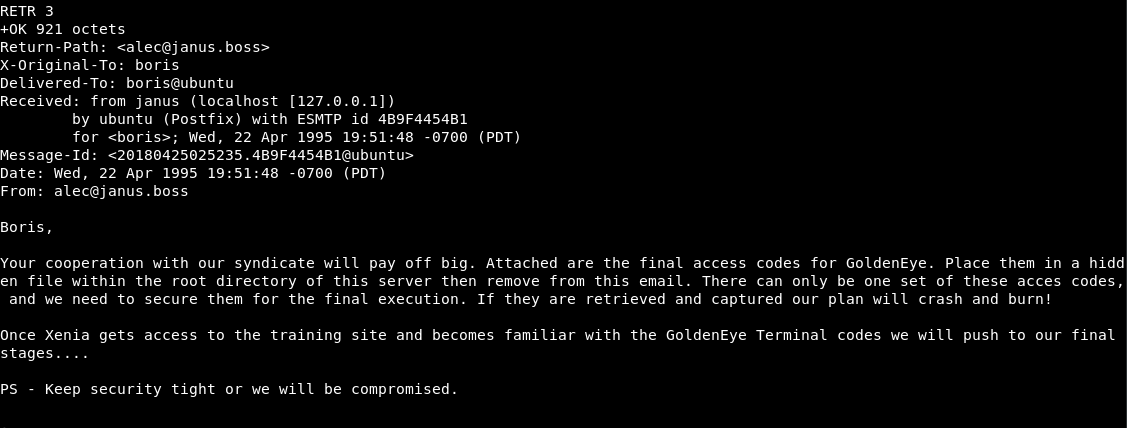 RETR 3
+OK 921 octets
Return-Path: <alec@janus.boss>
X-Original-To: boris
Delivered-To: boris@ubuntu
Received: from janus (localhost [127.0.0.1])
        by ubuntu (Postfix) with ESMTP id 4B9F4454B1
        for <boris>; Wed, 22 Apr 1995 19:51:48 -0700 (PDT)
Message-Id: <20180425025235.4B9F4454B1@ubuntu>
Date: Wed, 22 Apr 1995 19:51:48 -0700 (PDT)
From: alec@janus.boss

Boris,

Your cooperation with our syndicate will pay off big. Attached are the final access codes for GoldenEye. Place them in a hidd
en file within the root directory of this server then remove from this email. There can only be one set of these acces codes,
 and we need to secure them for the final execution. If they are retrieved and captured our plan will crash and burn!

Once Xenia gets access to the training site and becomes familiar with the GoldenEye Terminal codes we will push to our final
stages....

PS - Keep security tight or we will be compromised.